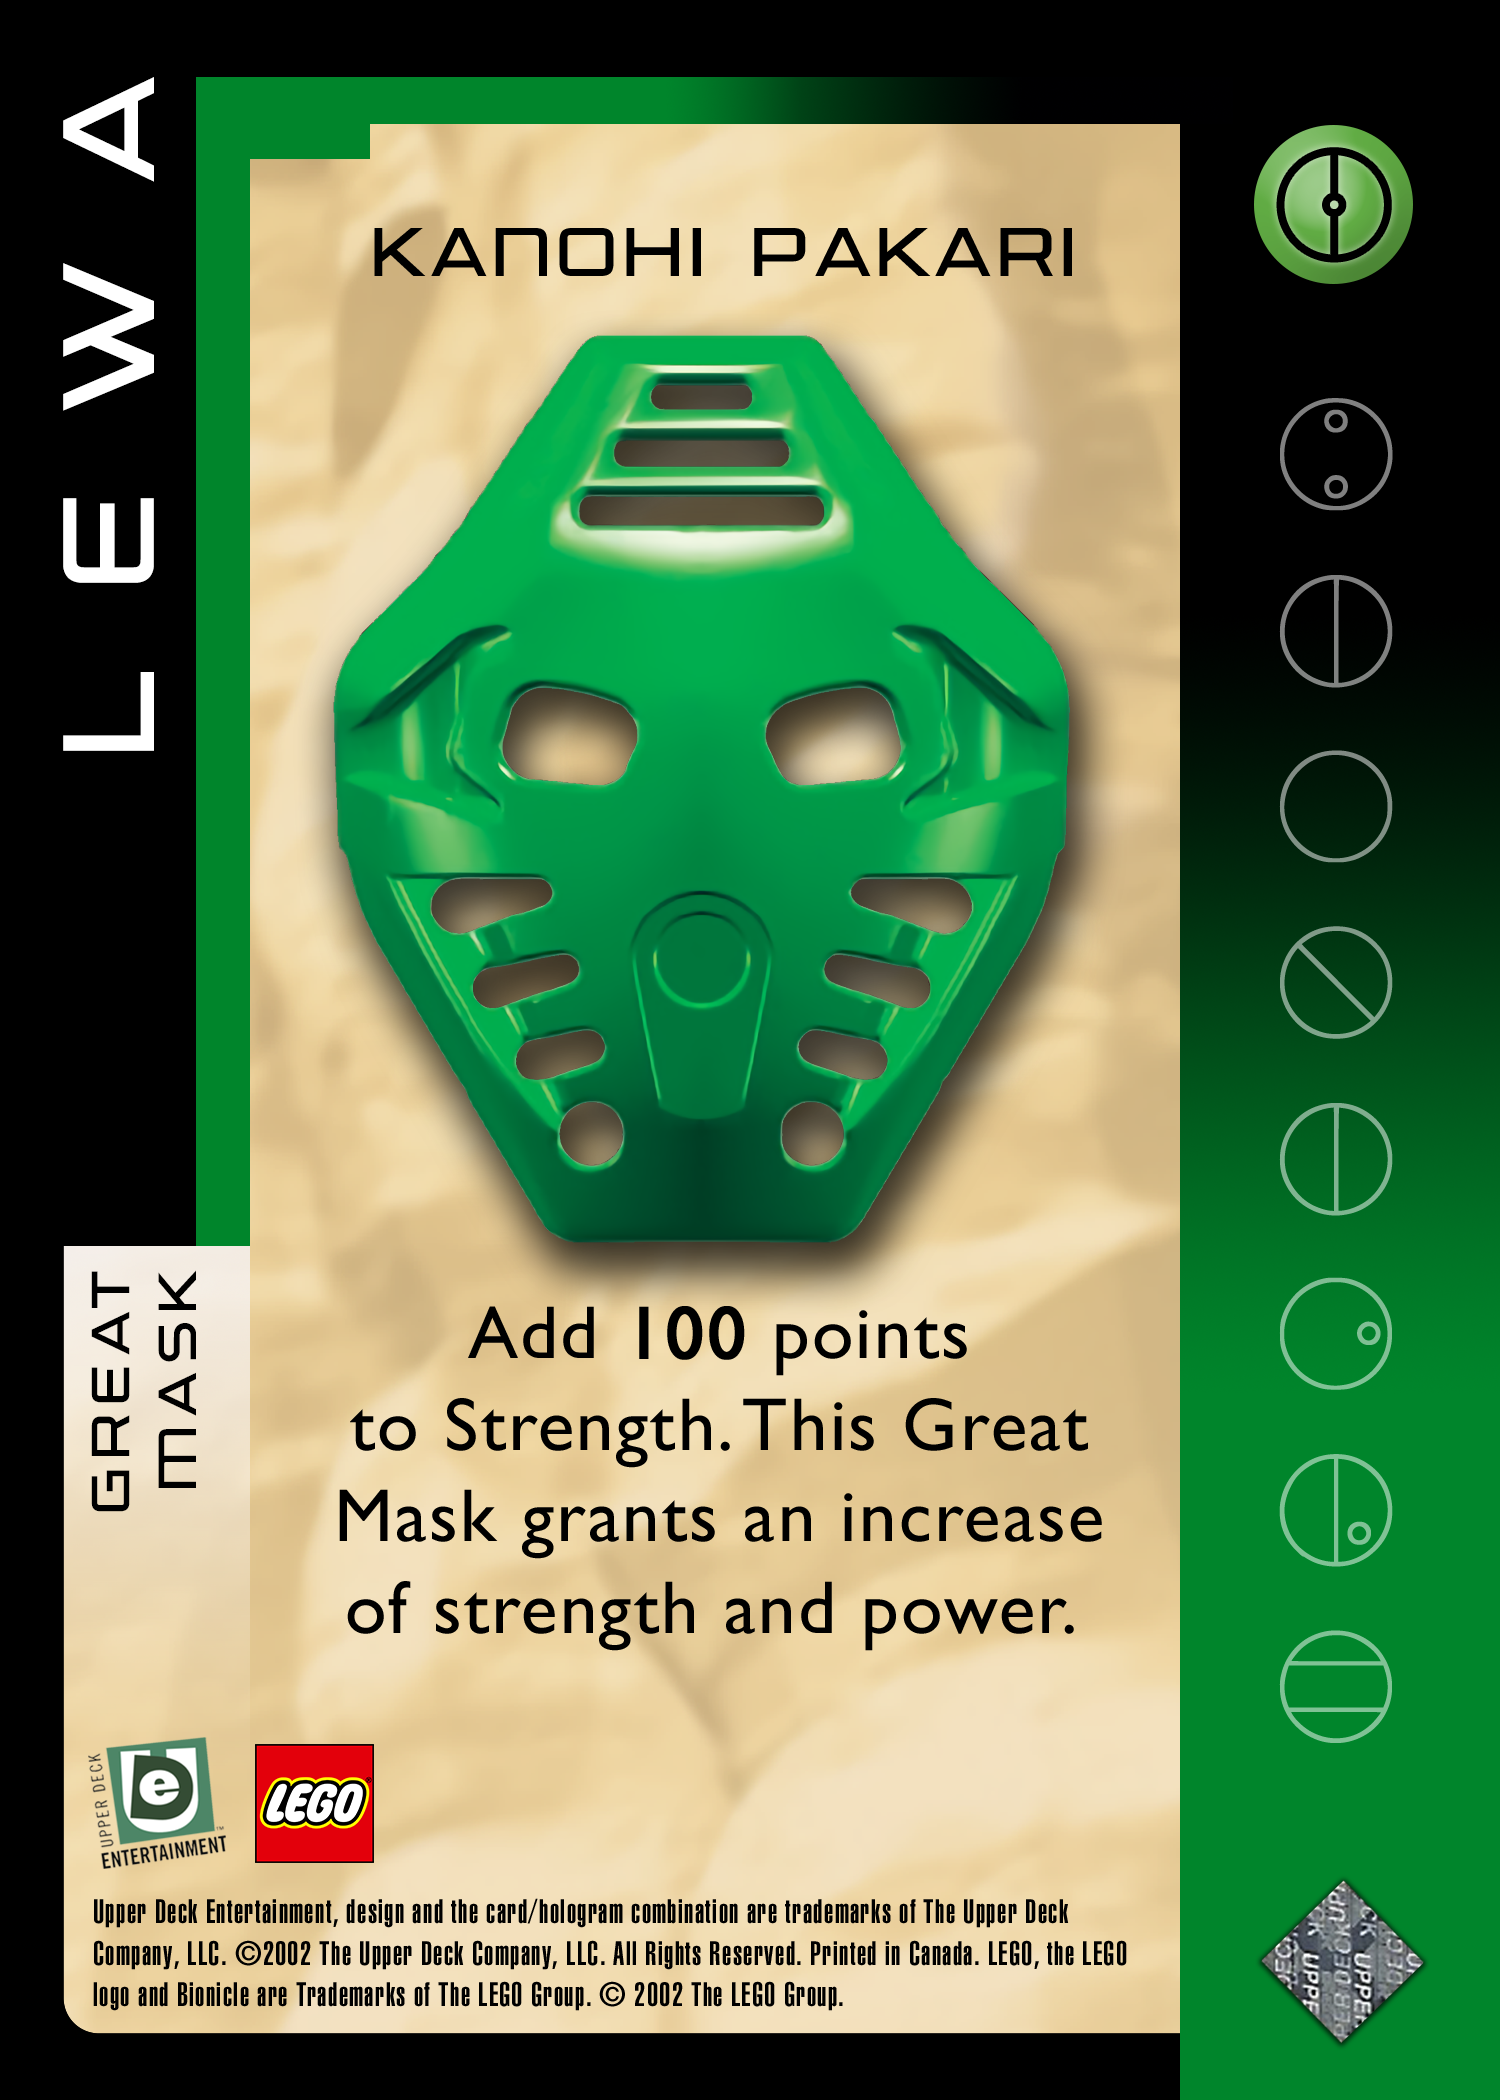 LEWA
KANOHI PAKARI
GREAT
MASK
Add 100 points
to Strength. This Great
Mask grants an increase
of strength and power.
UPPER DECK
ENTERTAINMENT™
LEGO
Upper Deck Entertainment, design and the card/hologram combination are trademarks of The Upper Deck
Company, LLC. ©2002 The Upper Deck Company, LLC. All Rights Reserved. Printed in Canada. LEGO, the LEGO
logo and Bionicle are Trademarks of The LEGO Group. © 2002 The LEGO Group.